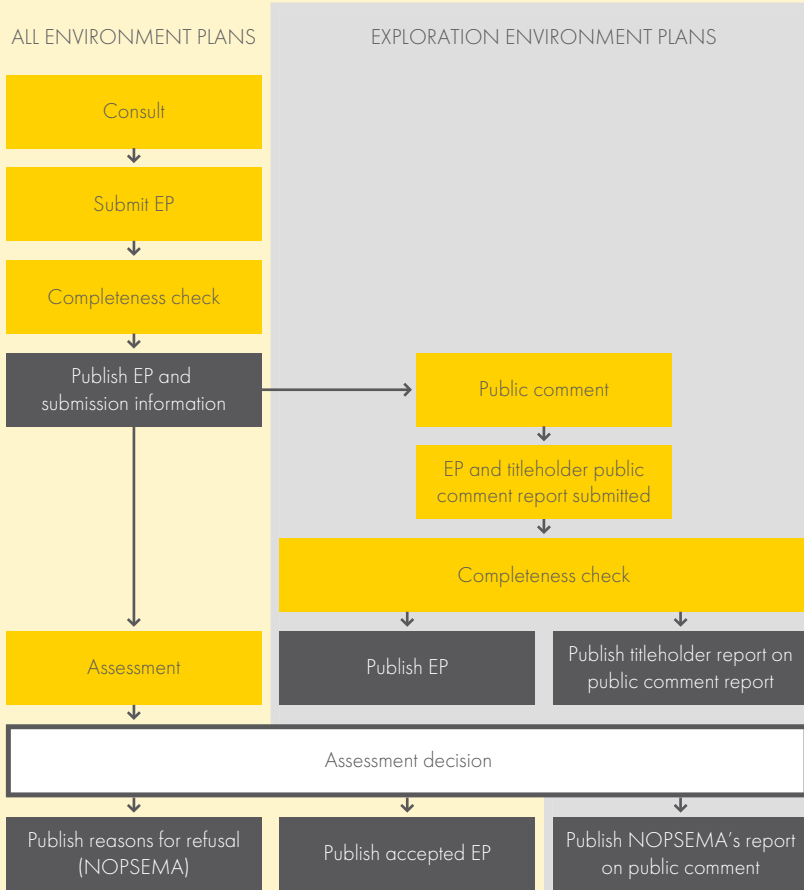 ALL ENVIRONMENT PLANS
EXPLORATION ENVIRONMENT PLANS
Consult
Submit EP
Completeness check
Publish EP and
submission information
Public comment
EP and titleholder public
comment report submitted
Completeness check
Assessment
Publish EP
Publish titleholder report on
public comment report
Assessment decision
Publish reasons for refusal
(NOPSEMA)
Publish accepted EP
Publish NOPSEMA’s report
on public comment